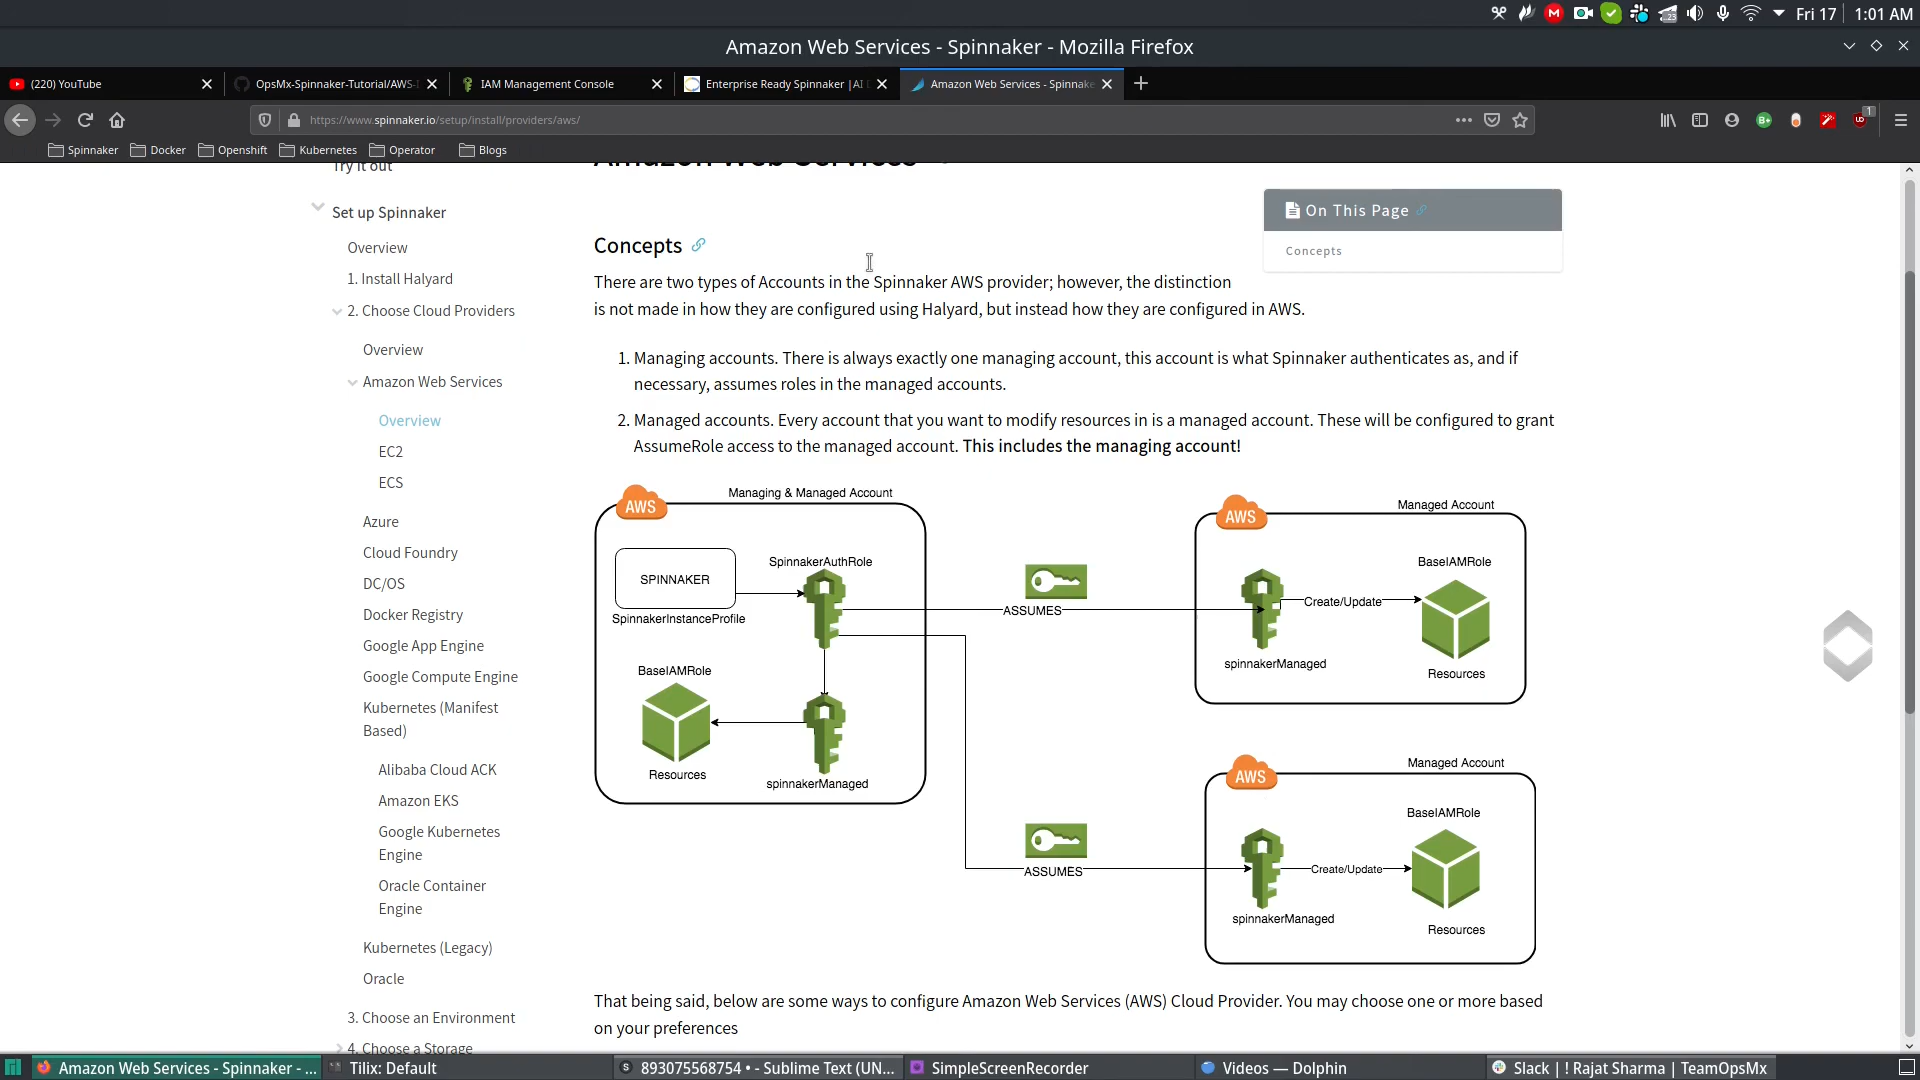 23
Fri 17
1:01 AM
Amazon Web Services - Spinnaker - Mozilla Firefox
(220) YouTube
OpsMx-Spinnaker-Tutorial/AWS-
IAM Management Console
Enterprise Ready Spinnaker |AI
Amazon Web Services - Spinnake
https://www.spinnaker.io/setup/install/providers/aws/
1
Spinnaker
Docker
Openshift
Kubernetes
Operator
Blogs
Try it out
Set up Spinnaker
Overview
1. Install Halyard
2. Choose Cloud Providers
Overview
Amazon Web Services
Overview
EC2
ECS
Azure
Cloud Foundry
DC/OS
Docker Registry
Google App Engine
Google Compute Engine
Kubernetes (Manifest
Based)
Alibaba Cloud ACK
Amazon EKS
Google Kubernetes
Engine
Oracle Container
Engine
Kubernetes (Legacy)
Oracle
3. Choose an Environment
4. Choose a Storage
Amazon Web Services
On This Page
Concepts
Concepts
There are two types of Accounts in the Spinnaker AWS provider; however, the distinction
is not made in how they are configured using Halyard, but instead how they are configured in AWS.
1. Managing accounts. There is always exactly one managing account, this account is what Spinnaker authenticates as, and if
necessary, assumes roles in the managed accounts.
2. Managed accounts. Every account that you want to modify resources in is a managed account. These will be configured to grant
AssumeRole access to the managed account. This includes the managing account!
Managing & Managed Account
AWS
SPINNAKER
SpinnakerInstanceProfile
SpinnakerAuthRole
BaseIAMRole
Resources
spinnakerManaged
ASSUMES
Managed Account
AWS
BaseIAMRole
Create/Update
spinnakerManaged
Resources
ASSUMES
Managed Account
AWS
BaseIAMRole
Create/Update
spinnakerManaged
Resources
That being said, below are some ways to configure Amazon Web Services (AWS) Cloud Provider. You may choose one or more based
on your preferences
Amazon Web Services - Spinnaker - ...
Tilix: Default
893075568754 • - Sublime Text (UN...
SimpleScreenRecorder
Videos — Dolphin
Slack | ! Rajat Sharma | TeamOpsMx